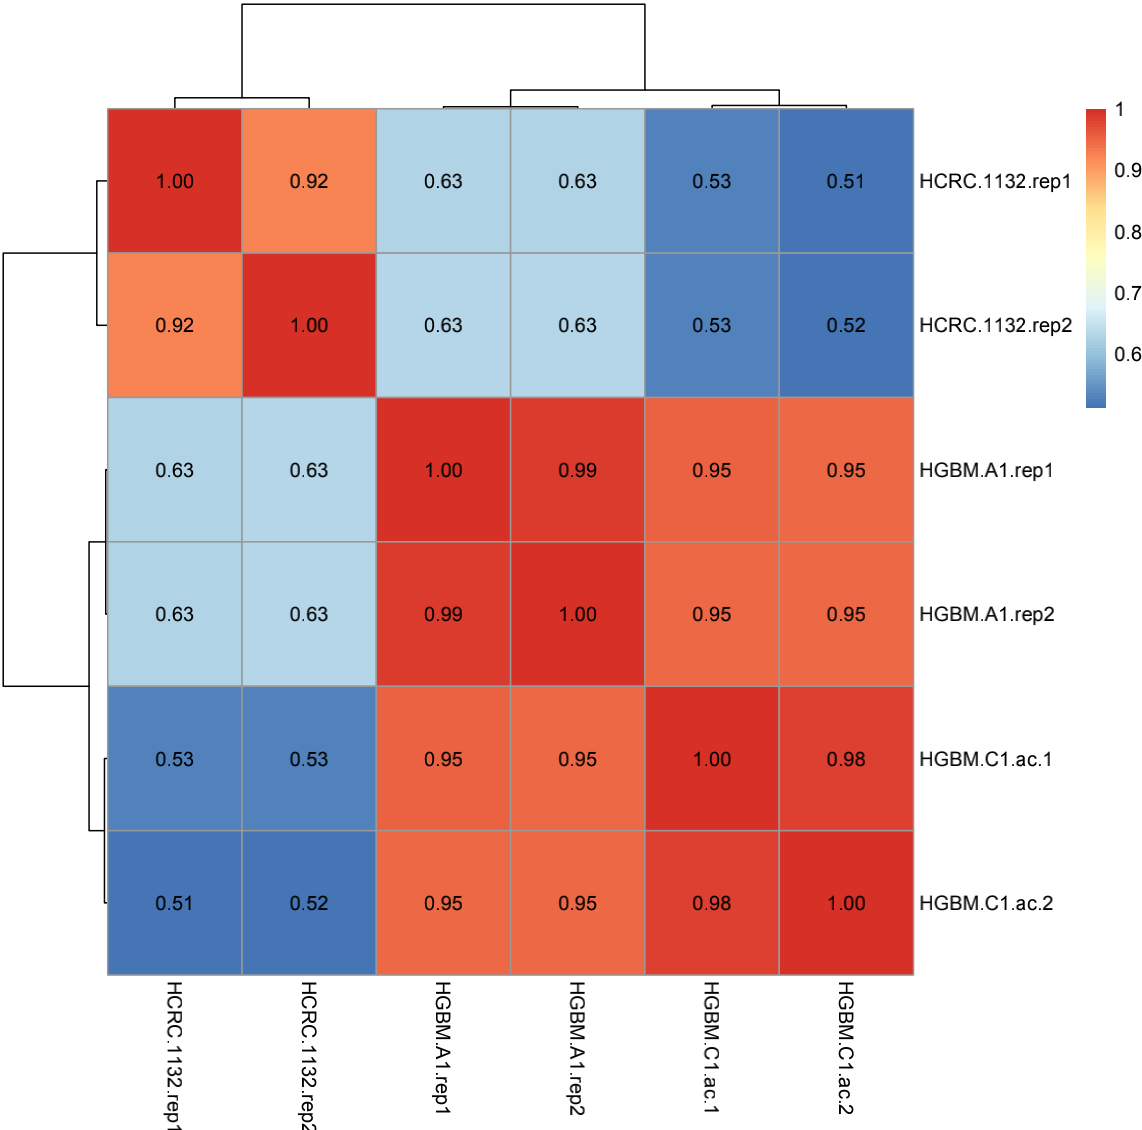 1.00 0.92 0.63 0.63 0.53 0.51 HCRC.1132.rep1
0.92 1.00 0.63 0.63 0.53 0.52 HCRC.1132.rep2
0.63 0.63 1.00 0.99 0.95 0.95 HGBM.A1.rep1
0.63 0.63 0.99 1.00 0.95 0.95 HGBM.A1.rep2
0.53 0.53 0.95 0.95 1.00 0.98 HGBM.C1.ac.1
0.51 0.52 0.95 0.95 0.98 1.00 HGBM.C1.ac.2
HCRC.1132.rep1
HCRC.1132.rep2
HGBM.A1.rep1
HGBM.A1.rep2
HGBM.C1.ac.1
HGBM.C1.ac.2
1
0.9
0.8
0.7
0.6